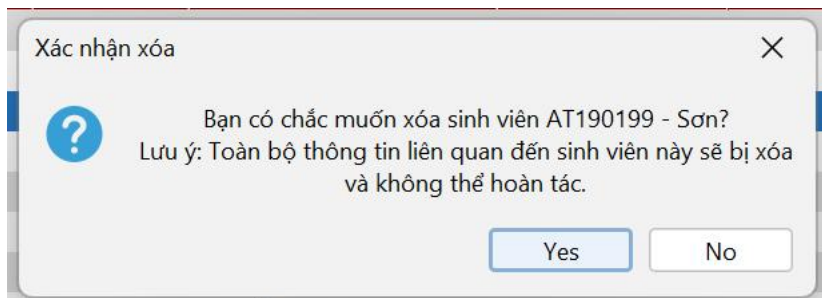 Xác nhận xóa
Bạn có chắc muốn xóa sinh viên AT190199 - Sơn?
Lưu ý: Toàn bộ thông tin liên quan đến sinh viên này sẽ bị xóa
và không thể hoàn tác.
Yes No